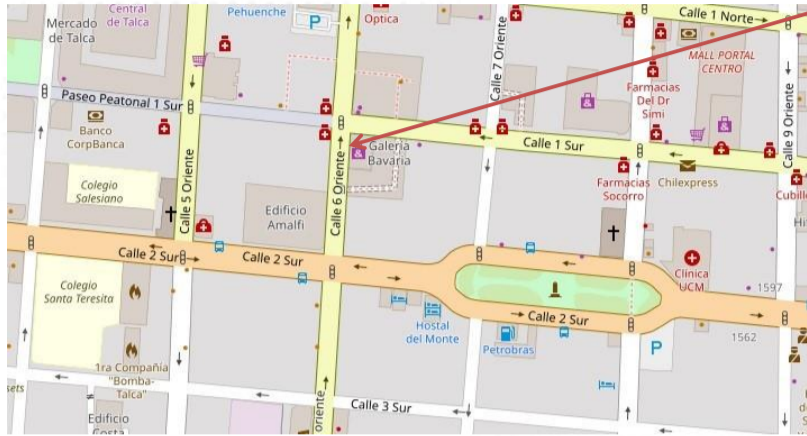 Mercado
de Talca
Central
de Talca
Pehuenche
P
Optica
Calle 1 Norte
MALL PORTAL
CENTRO
Calle 7 Oriente
Farmacias
Del Dr
Simi
Calle 9 Oriente
Paseo Peatonal 1 Sur
Banco
CorpBanca
Calle 5 Oriente
Calle 6 Oriente
Galería
Bavaria
Calle 1 Sur
Chilexpress
Farmacias
Socorro
Colegio
Salesiano
Edificio
Amalfi
Calle 2 Sur
Calle 2 Sur
Clínica
UCM
1597
Colegio
Santa Teresita
Hostal
del Monte
Calle 2 Sur
Petrobras
1562
P
1ra Compañía
"Bomba-
Talca"
Calle 3 Sur
oriente
Edificio